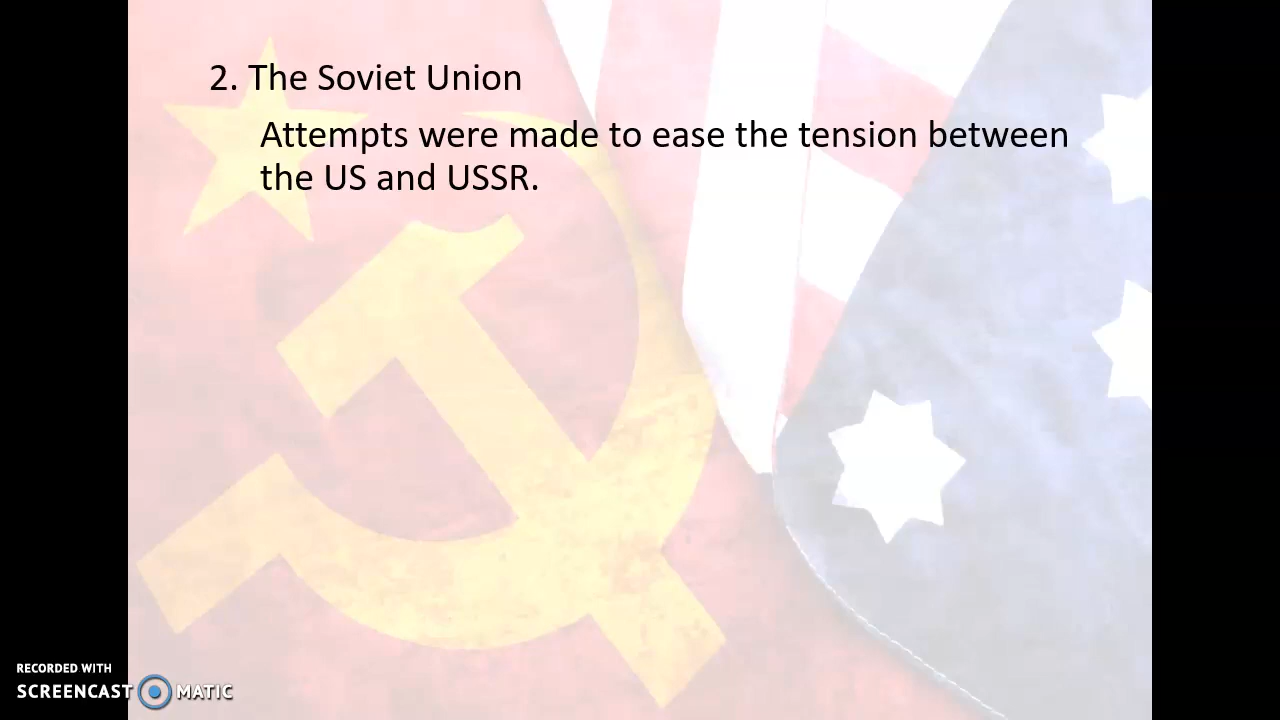 2. The Soviet Union
Attempts were made to ease the tension between
the US and USSR.
RECORDED WITH
SCREENCAST MATIC